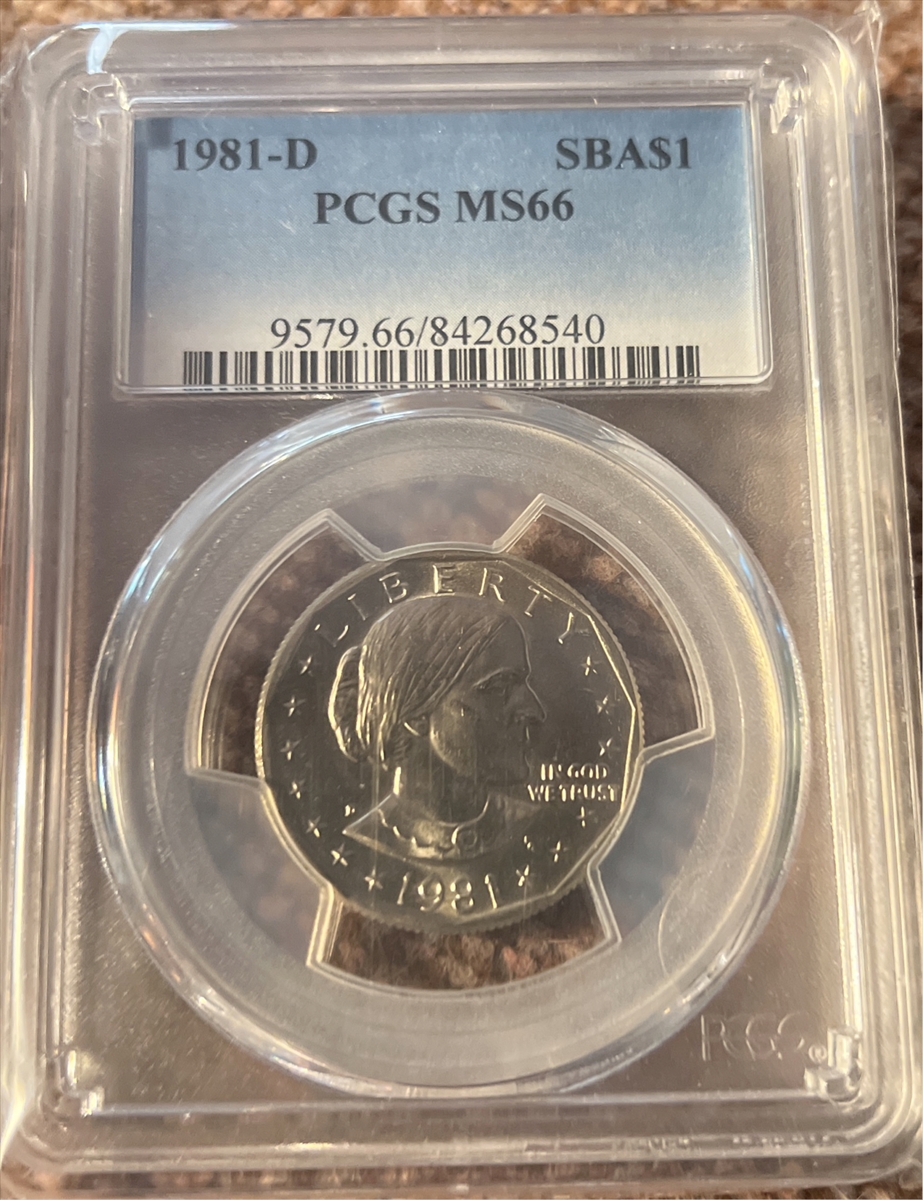 1981-D SBA$1
PCGS MS66
9579.66/84268540
LIBERTY
IN GOD
WE TRUST
D
1981
PCGS